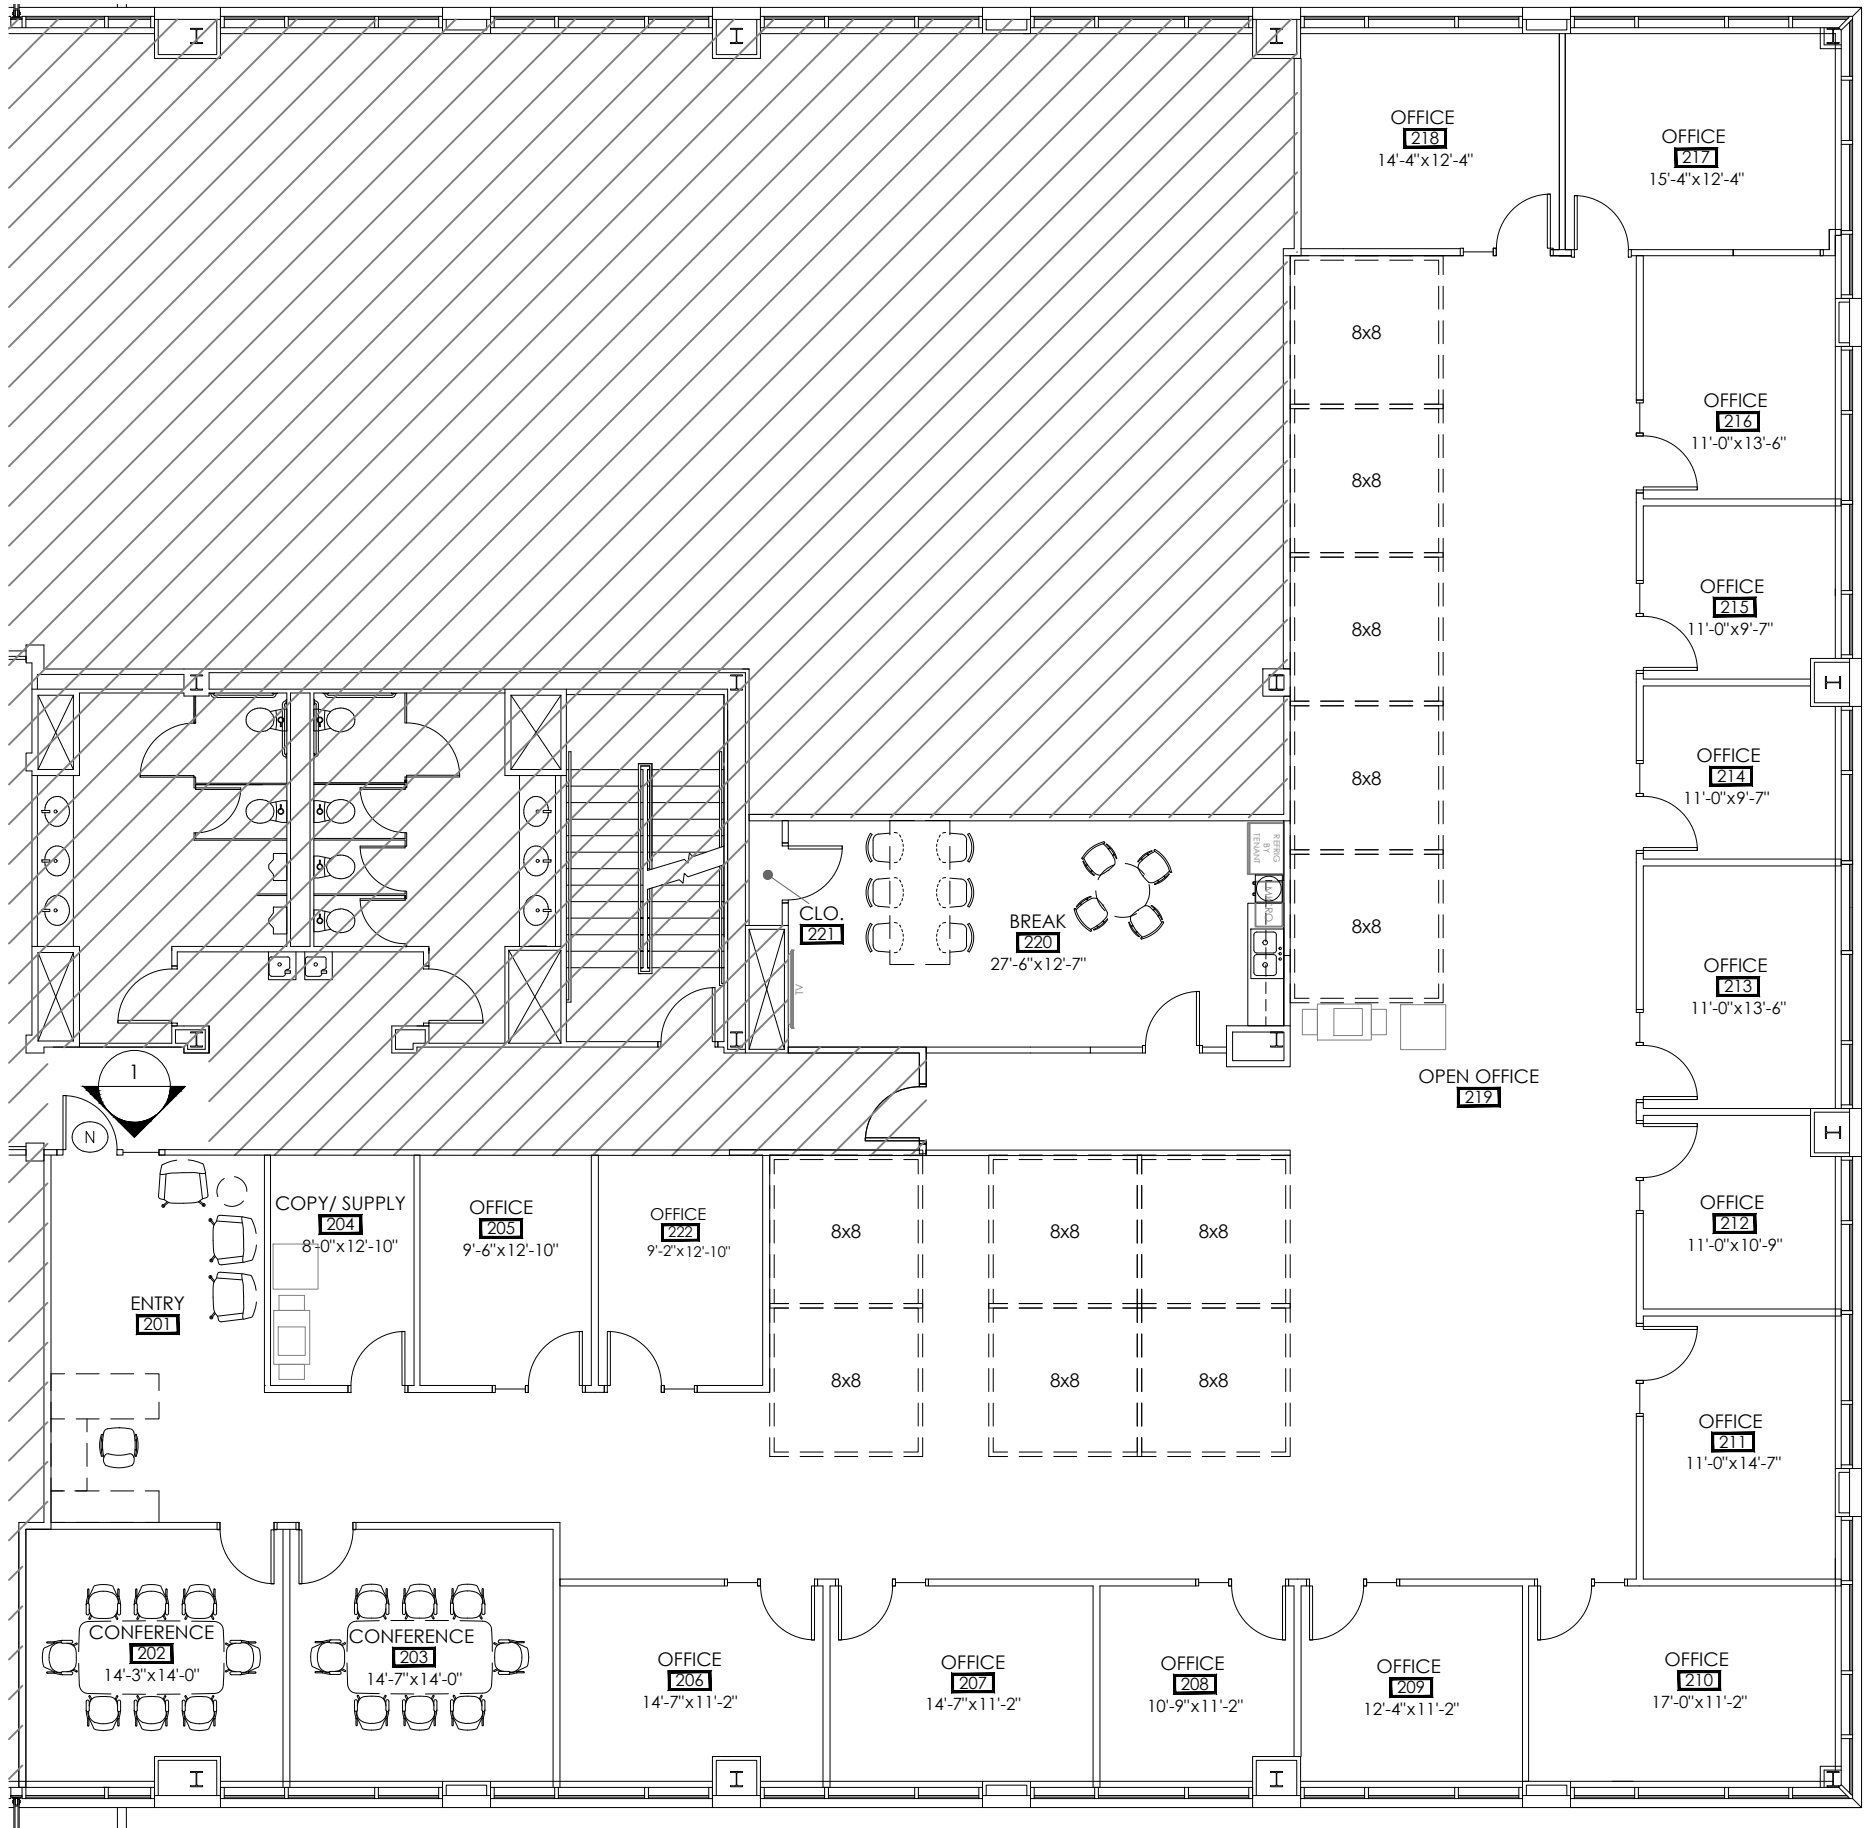 OFFICE
218
14'-4"x12'-4"
OFFICE
217
15'-4"x12'-4"
8x8
OFFICE
216
11'-0"x13'-6"
8x8
OFFICE
215
11'-0"x9'-7"
8x8
OFFICE
214
11'-0"x9'-7"
8x8
REFRIG
BY
TENANT
MICRO.
CLO.
221
BREAK
220
27'-6"x12'-7"
TV
8x8
OFFICE
213
11'-0"x13'-6"
1
N
OPEN OFFICE
219
COPY/ SUPPLY
204
8'-0"x12'-10"
OFFICE
205
9'-6"x12'-10"
OFFICE
222
9'-2"x12'-10"
8x8
8x8
8x8
OFFICE
212
11'-0"x10'-9"
ENTRY
201
8x8
8x8
8x8
OFFICE
211
11'-0"x14'-7"
CONFERENCE
202
14'-3"x14'-0"
CONFERENCE
203
14'-7"x14'-0"
OFFICE
206
14'-7"x11'-2"
OFFICE
207
14'-7"x11'-2"
OFFICE
208
10'-9"x11'-2"
OFFICE
209
12'-4"x11'-2"
OFFICE
210
17'-0"x11'-2"